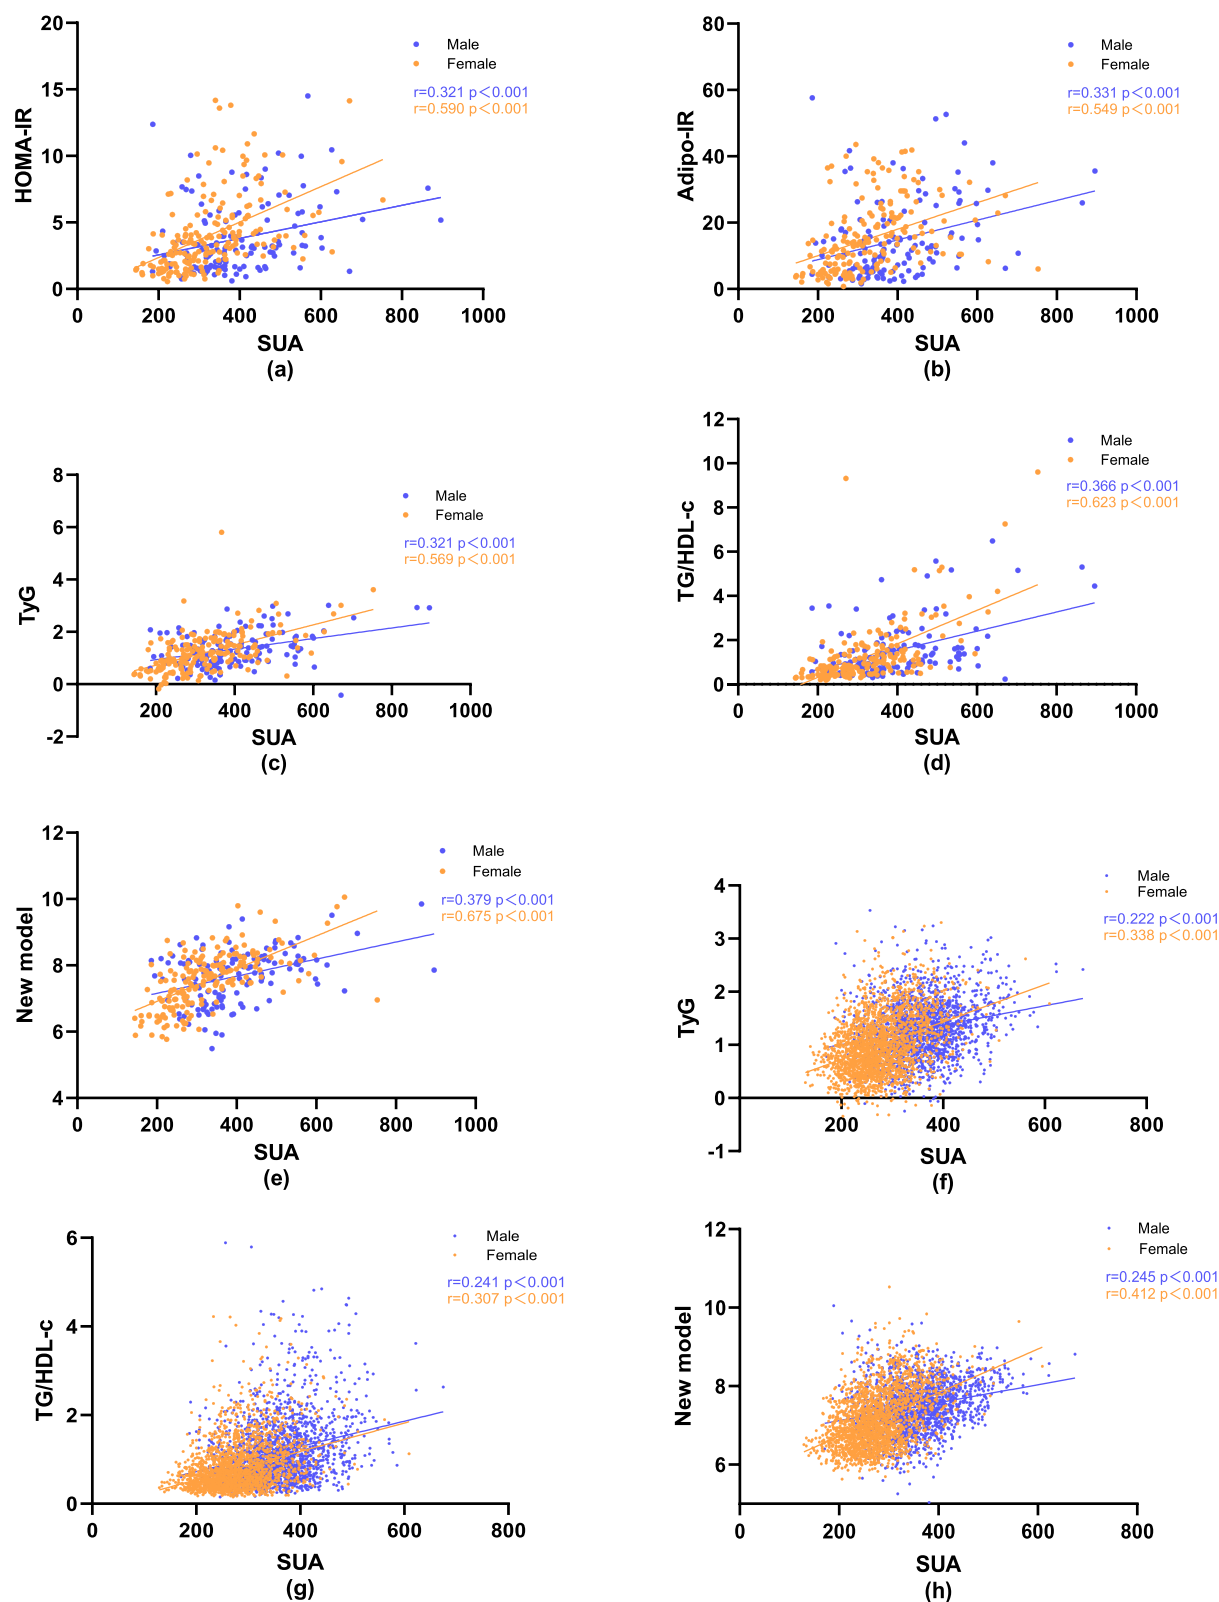 20
15
10
5
0
HOMA-IR
Male
Female
r=0.321 p<0.001
r=0.590 p<0.001
0 200 400 600 800 1000
SUA
(a)
80
60
40
20
0
Adipo-IR
Male
Female
r=0.331 p<0.001
r=0.549 p<0.001
0 200 400 600 800 1000
SUA
(b)
8
6
4
2
0
-2
TyG
Male
Female
r=0.321 p<0.001
r=0.569 p<0.001
200 400 600 800 1000
SUA
(c)
12
10
8
6
4
2
0
TG/HDL-c
Male
Female
r=0.366 p<0.001
r=0.623 p<0.001
0 200 400 600 800 1000
SUA
(d)
12
10
8
6
4
New model
Male
Female
r=0.379 p<0.001
r=0.675 p<0.001
0 200 400 600 800 1000
SUA
(e)
4
3
2
1
0
-1
TyG
Male
Female
r=0.222 p<0.001
r=0.338 p<0.001
200 400 600 800
SUA
(f)
6
4
2
0
TG/HDL-c
Male
Female
r=0.241 p<0.001
r=0.307 p<0.001
0 200 400 600 800
SUA
(g)
12
10
8
6
New model
Male
Female
r=0.245 p<0.001
r=0.412 p<0.001
0 200 400 600 800
SUA
(h)